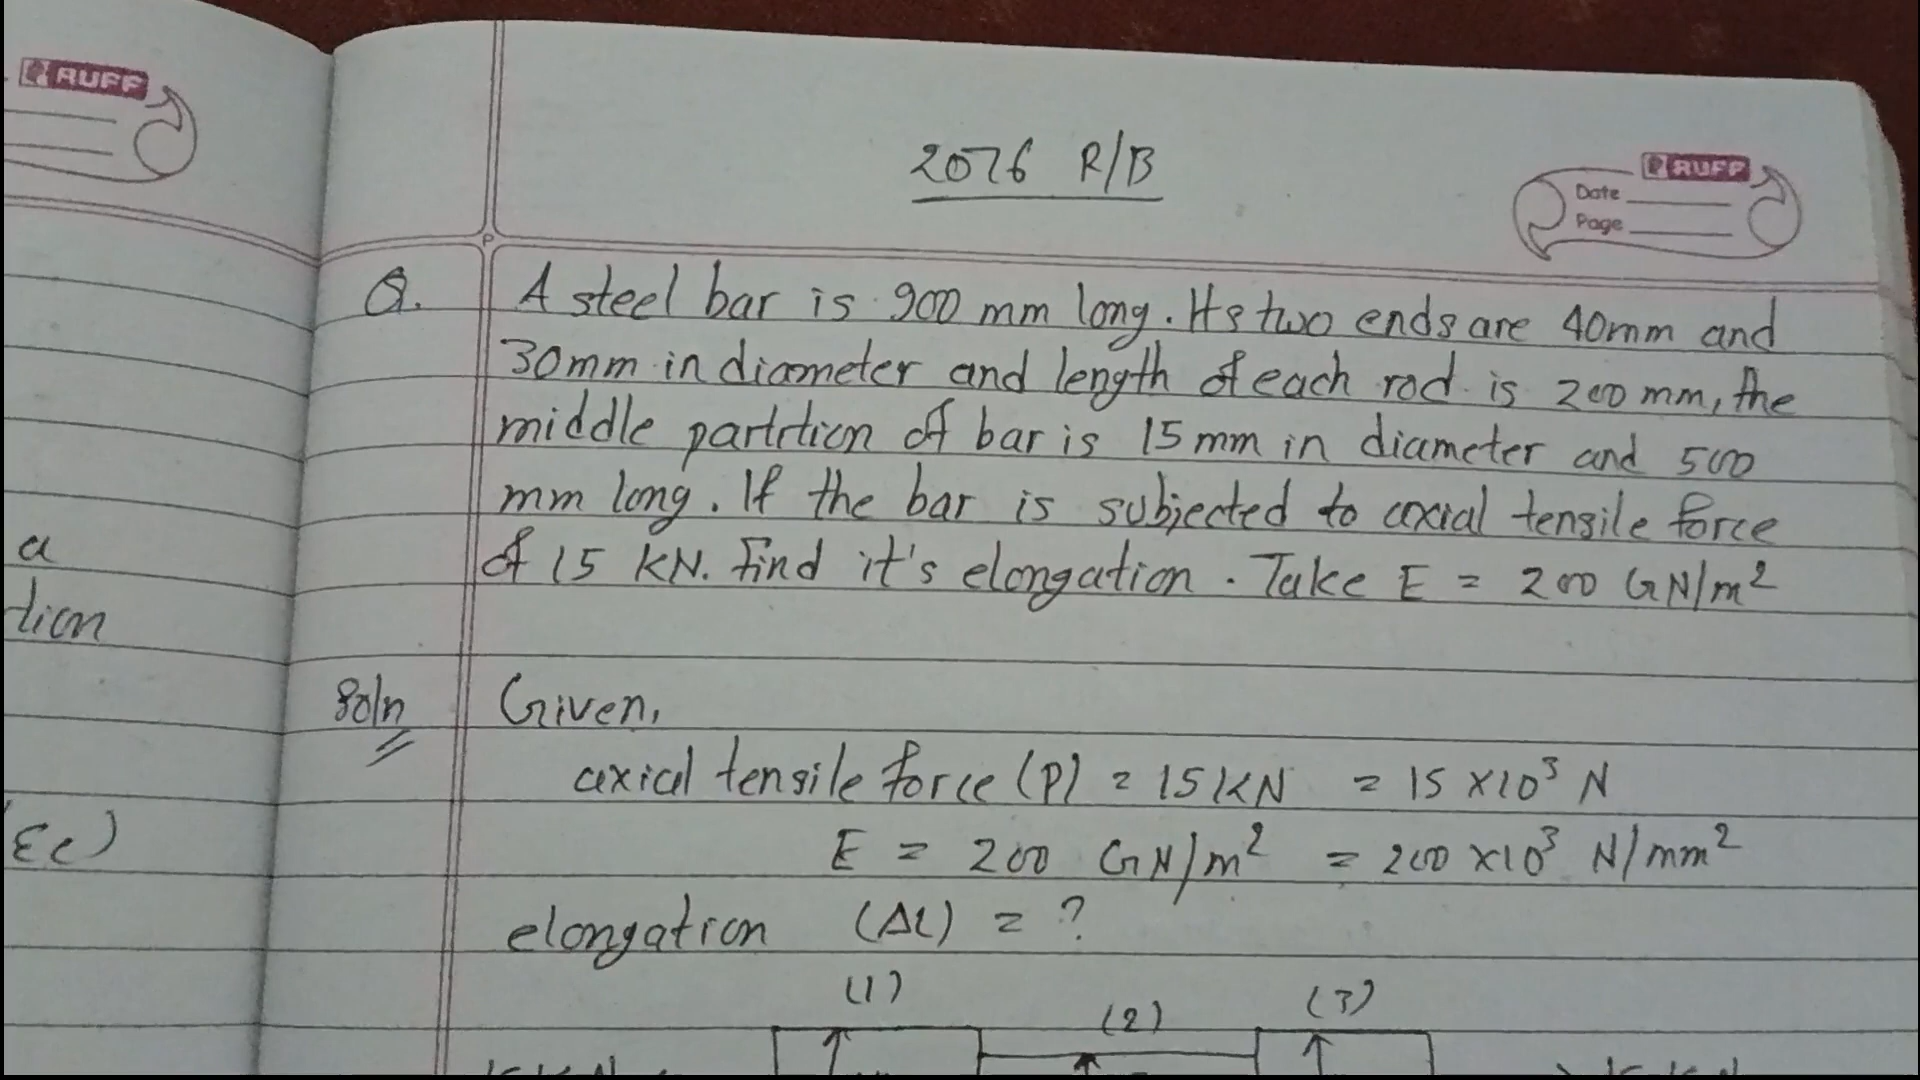 RUFF
2076 R/B
RUFF
Date
Page
Q. A steel bar is 900 mm long. Its two ends are 40mm and
30mm in diameter and length of each rod is 200 mm, the
middle partrtion of bar is 15 mm in diameter and 500
mm long. If the bar is subjected to axial tensile force
of 15 KN. Find it's elongation. Take E = 200 GN/m²
a
tion
Soln Given,
axial tensile force (P) = 15 KN = 15 ×10³ N
Ec)
E = 200 GN/m² = 200 ×10³ N/mm²
elongation (ΔL) = ?
(1) (2) (3)